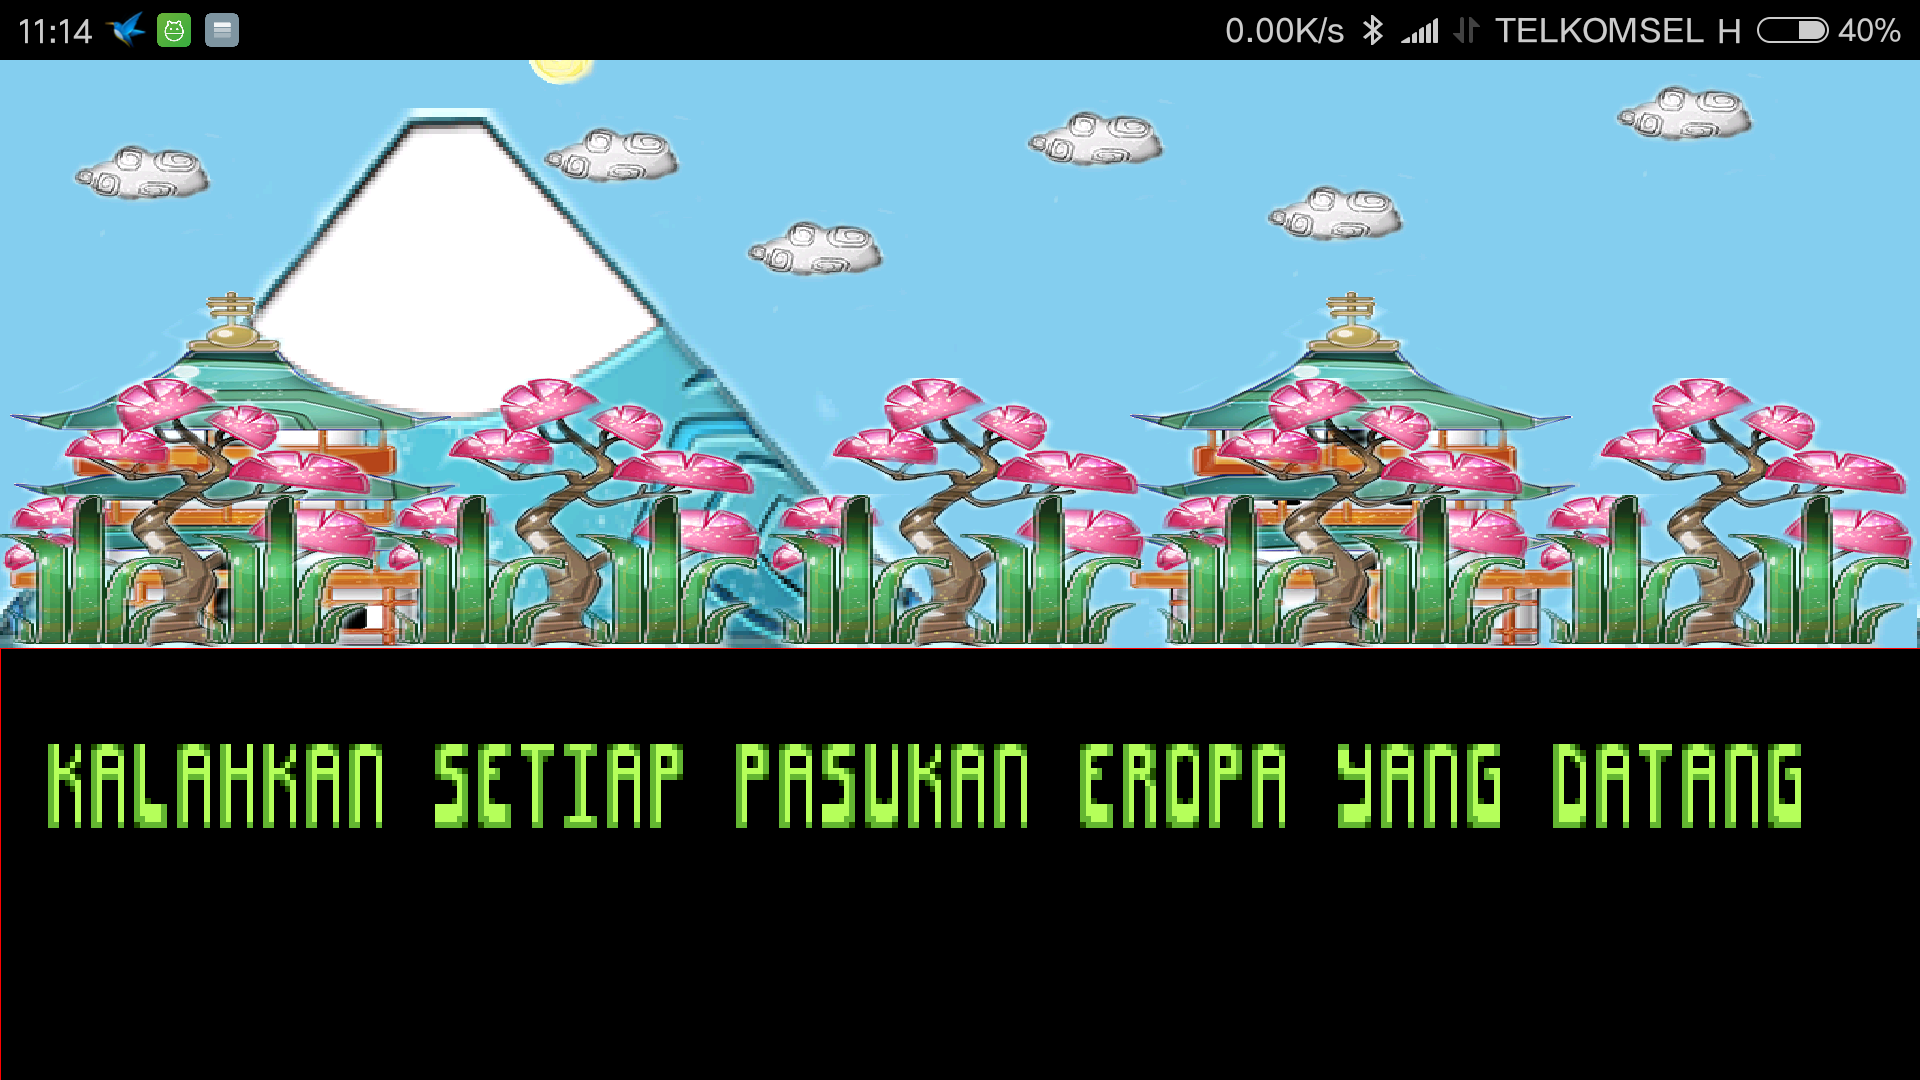 11:14 0.00K/s TELKOMSEL H 40%
KALAHKAN SETIAP PASUKAN EROPA YANG DATANG